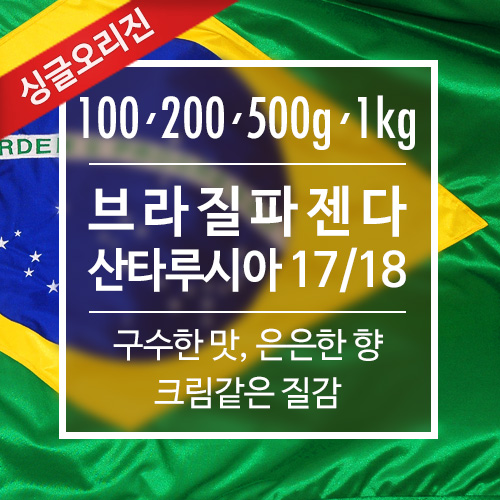 싱글오리진
100, 200, 500g, 1kg
RDE
브라질파젠다
산타루시아 17/18
구수한 맛, 은은한 향
크림같은 질감